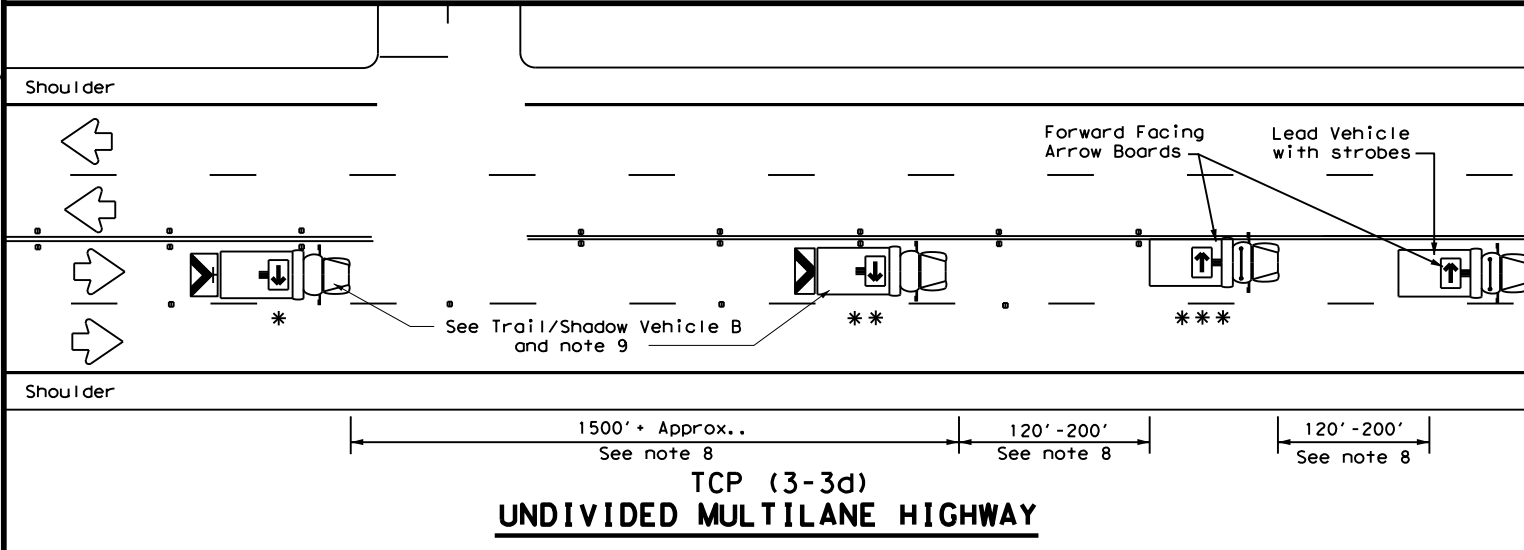 Shoulder
Forward Facing
Arrow Boards
Lead Vehicle
with strobes
*
**
***
See Trail/Shadow Vehicle B
and note 9
Shoulder
1500'+ Approx..
See note 8
120'-200'
See note 8
120'-200'
See note 8
TCP (3-3d)
UNDIVIDED MULTILANE HIGHWAY